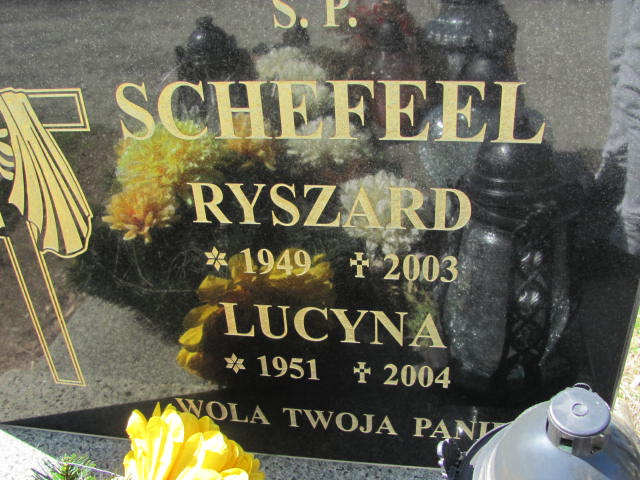 S. P.
SCHEFEEL
RYSZARD
* 1949 ✝ 2003
LUCYNA
* 1951 ✝ 2004
WOLA TWOJA